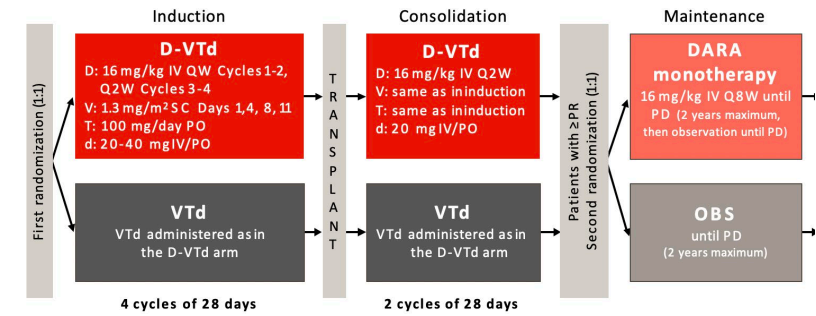 Induction
Consolidation
Maintenance
First randomization (1:1)
D-VTd
D: 16 mg/kg IV QW Cycles 1-2,
Q2W Cycles 3-4
V: 1.3 mg/m² SC Days 1,4, 8, 11
T: 100 mg/day PO
d: 20-40 mg IV/PO
VTd
VTd administered as in
the D-VTd arm
4 cycles of 28 days
TRANSPLANT
D-VTd
D: 16 mg/kg IV Q2W
V: same as in induction
T: same as in induction
d: 20 mg IV/PO
VTd
VTd administered as in
the D-VTd arm
2 cycles of 28 days
Patients with ≥PR
Second randomization (1:1)
DARA
monotherapy
16 mg/kg IV Q8W until
PD (2 years maximum,
then observation until PD)
OBS
until PD
(2 years maximum)